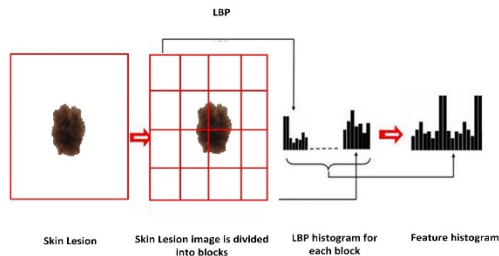 LBP
Skin Lesion
Skin Lesion image is divided
into blocks
LBP histogram for
each block
Feature histogram